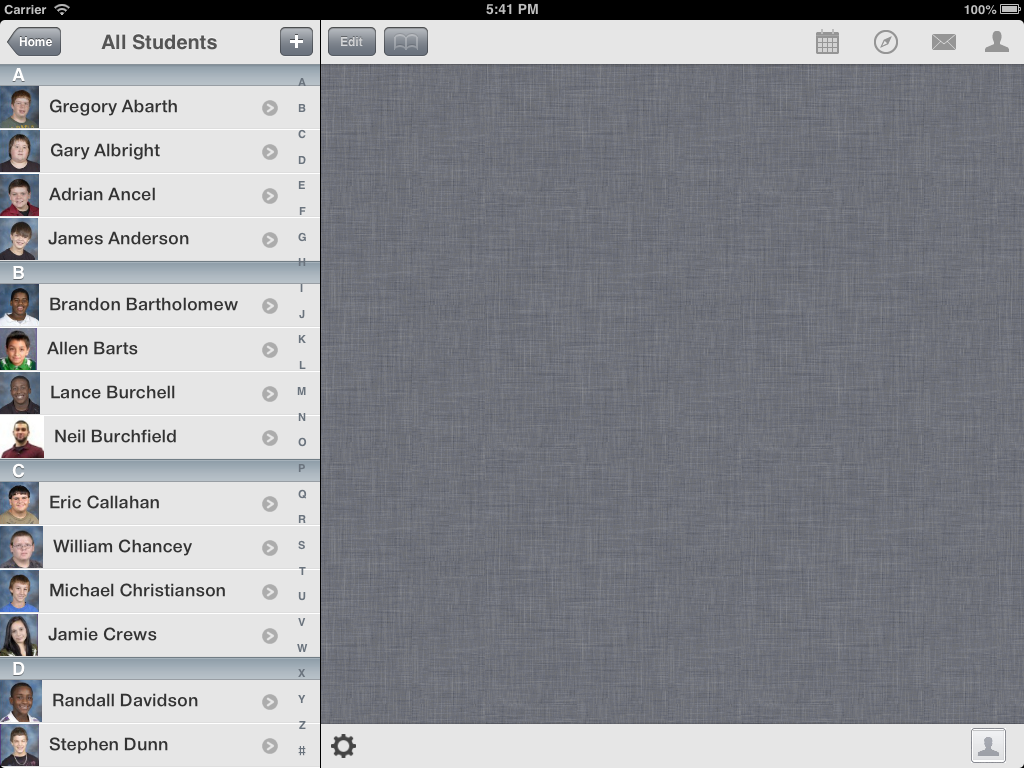 Carrier 5:41 PM 100%
Home All Students + Edit
A
Gregory Abarth
Gary Albright
Adrian Ancel
James Anderson
B
Brandon Bartholomew
Allen Barts
Lance Burchell
Neil Burchfield
C
Eric Callahan
William Chancey
Michael Christianson
Jamie Crews
D
Randall Davidson
Stephen Dunn
A
B
C
D
E
F
G
H
I
J
K
L
M
N
O
P
Q
R
S
T
U
V
W
X
Y
Z
#